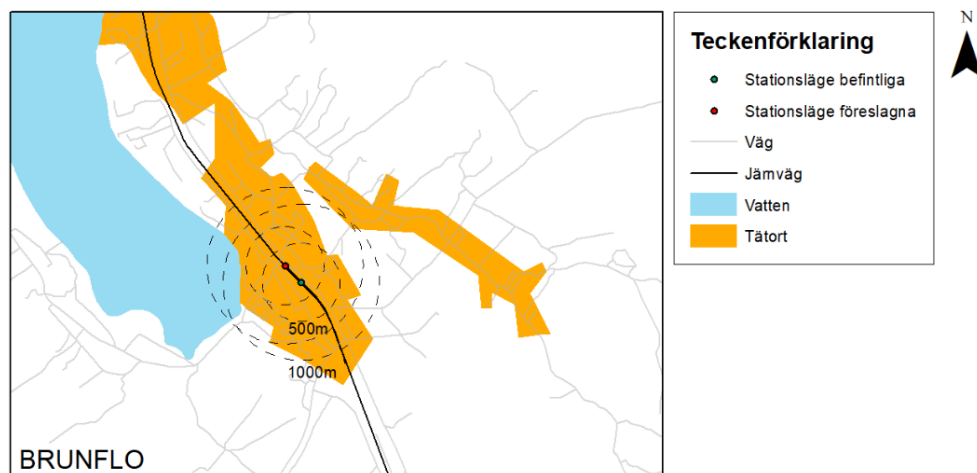 500m
1000m
BRUNFLO
Teckenförklaring
Stationsläge befintliga
Stationsläge föreslagna
Väg
Järnväg
Vatten
Tätort
N